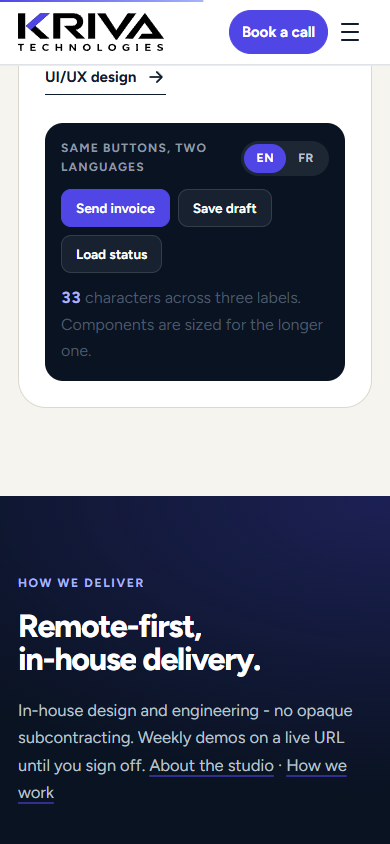 KRIVA
TECHNOLOGIES
Book a call
UI/UX design →
SAME BUTTONS, TWO
LANGUAGES
EN FR
Send invoice Save draft
Load status
33 characters across three labels.
Components are sized for the longer
one.
HOW WE DELIVER
Remote-first,
in-house delivery.
In-house design and engineering - no opaque
subcontracting. Weekly demos on a live URL
until you sign off. About the studio · How we
work